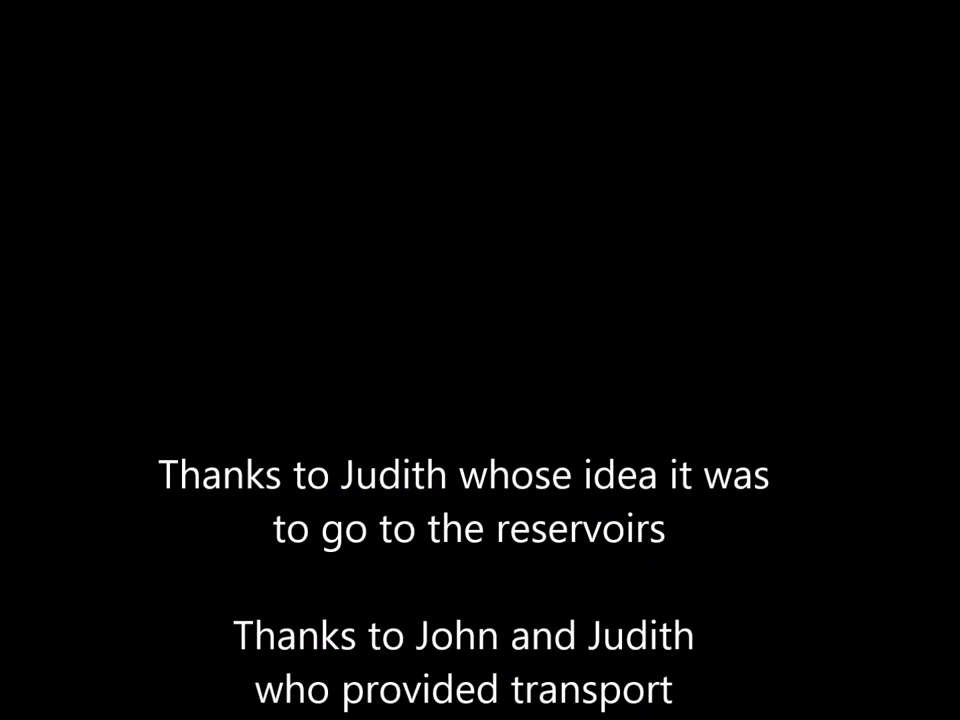 Thanks to Judith whose idea it was
to go to the reservoirs
Thanks to John and Judith
who provided transport